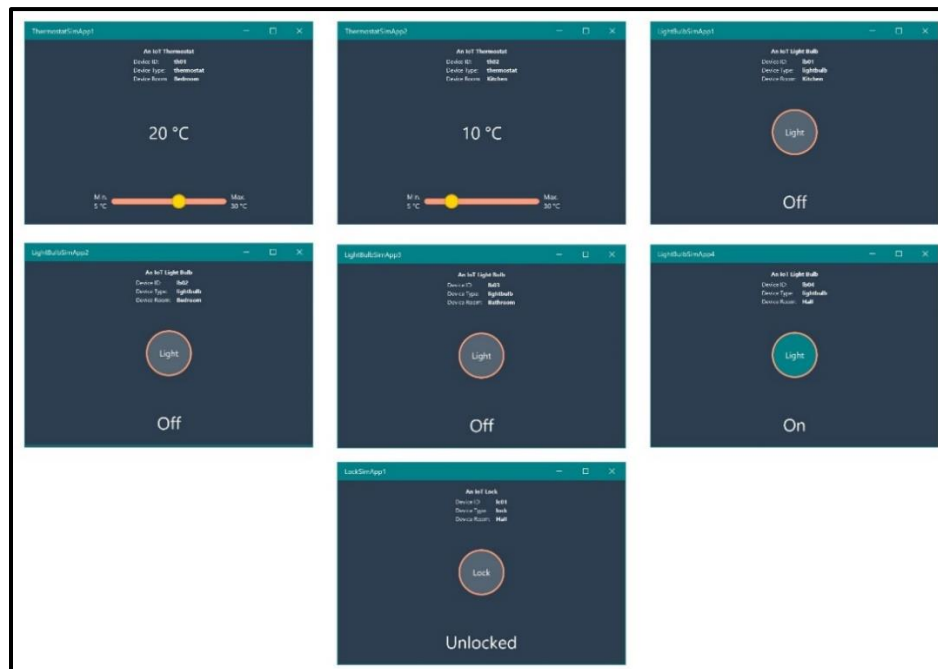 ThermostatSimApp1
An IoT Thermostat
Device ID: th01
Device Type: thermostat
Device Room: Bedroom
20 °C
Min. Max.
5 °C 30 °C
ThermostatSimApp2
An IoT Thermostat
Device ID: th02
Device Type: thermostat
Device Room: Kitchen
10 °C
Min. Max.
5 °C 30 °C
LightBulbSimApp1
An IoT Light Bulb
Device ID: lb01
Device Type: lightbulb
Device Room: Kitchen
Light
Off
LightBulbSimApp2
An IoT Light Bulb
Device ID: lb02
Device Type: lightbulb
Device Room: Bedroom
Light
Off
LightBulbSimApp3
An IoT Light Bulb
Device ID: lb03
Device Type: lightbulb
Device Room: Bathroom
Light
Off
LightBulbSimApp4
An IoT Light Bulb
Device ID: lb04
Device Type: lightbulb
Device Room: Hall
Light
On
LockSimApp1
An IoT Lock
Device ID: lc01
Device Type: lock
Device Room: Hall
Lock
Unlocked